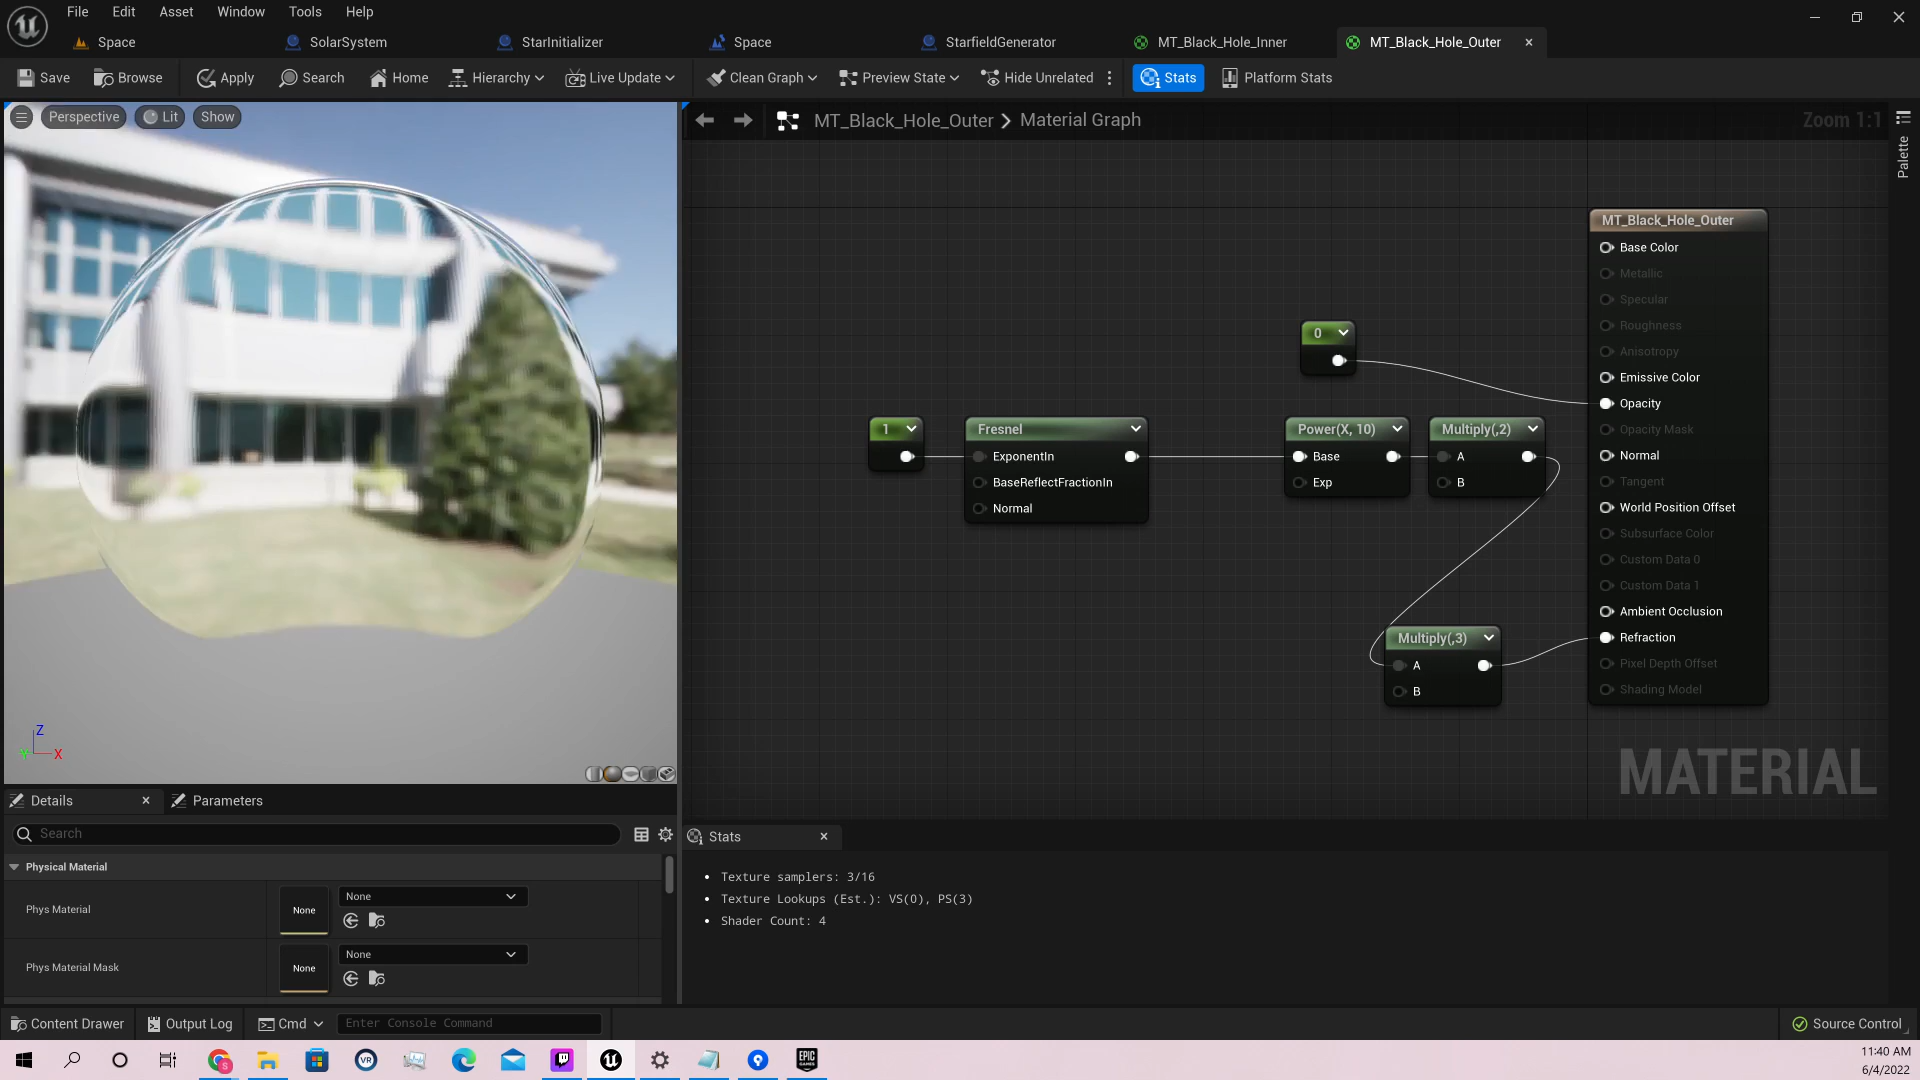 File Edit Asset Window Tools Help
Space SolarSystem StarInitializer Space StarfieldGenerator MT_Black_Hole_Inner MT_Black_Hole_Outer
Save Browse Apply Search Home Hierarchy Live Update Clean Graph Preview State Hide Unrelated Stats Platform Stats
Perspective Lit Show
MT_Black_Hole_Outer Material Graph
Zoom 1:1
Palette
MT_Black_Hole_Outer
Base Color
Metallic
Specular
Roughness
Anisotropy
Emissive Color
Opacity
Opacity Mask
Normal
Tangent
World Position Offset
Subsurface Color
Custom Data 0
Custom Data 1
Ambient Occlusion
Refraction
Pixel Depth Offset
Shading Model
0
1
Fresnel
ExponentIn
BaseReflectFractionIn
Normal
Power(X, 10)
Base
Exp
Multiply(,2)
A
B
Multiply(,3)
A
B
MATERIAL
Z
Y X
Details Parameters
Search
Physical Material
Phys Material
None
None
Phys Material Mask
None
None
Stats
Texture samplers: 3/16
Texture Lookups (Est.): VS(0), PS(3)
Shader Count: 4
Content Drawer Output Log Cmd Enter Console Command Source Control
VR
EPIC
GAMES
11:40 AM
6/4/2022